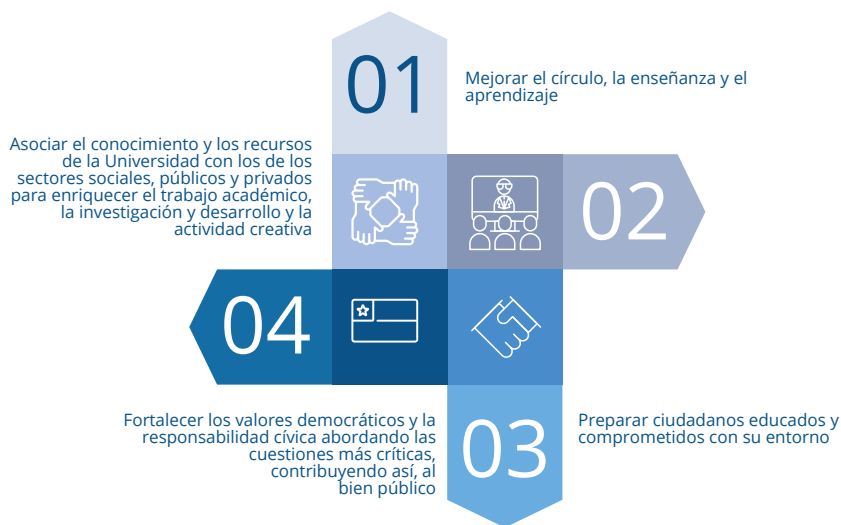 01
Asociar el conocimiento y los recursos
de la Universidad con los de los
sectores sociales, públicos y privados
para enriquecer el trabajo académico,
la investigación y desarrollo y la
actividad creativa
02
Mejorar el círculo, la enseñanza y el
aprendizaje
03
Preparar ciudadanos educados y
comprometidos con su entorno
04
Fortalecer los valores democráticos y la
responsabilidad cívica abordando las
cuestiones más críticas,
contribuyendo así, al
bien público